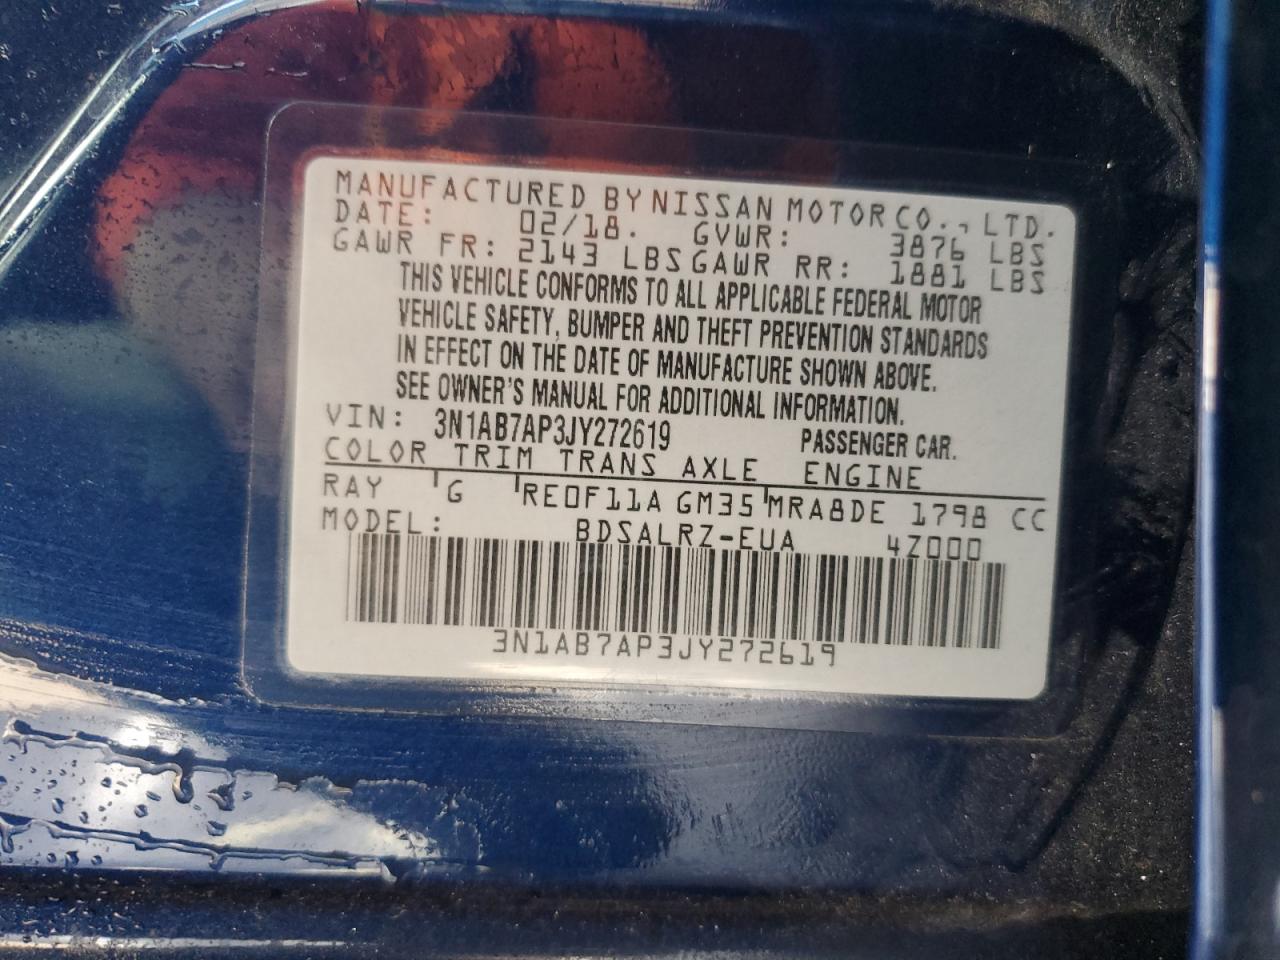 MANUFACTURED BY NISSAN MOTOR CO., LTD.
DATE: 02/18. GVWR: 3876 LBS
GAWR FR: 2143 LBS GAWR RR: 1881 LBS
THIS VEHICLE CONFORMS TO ALL APPLICABLE FEDERAL MOTOR
VEHICLE SAFETY, BUMPER AND THEFT PREVENTION STANDARDS
IN EFFECT ON THE DATE OF MANUFACTURE SHOWN ABOVE.
SEE OWNER'S MANUAL FOR ADDITIONAL INFORMATION.
VIN: 3N1AB7AP3JY272619 PASSENGER CAR.
COLOR TRIM TRANS AXLE ENGINE
RAY G RE0F11A GM35 MRA8DE 1798 CC
MODEL: BDSALRZ-EUA 4Z000
3N1AB7AP3JY272619